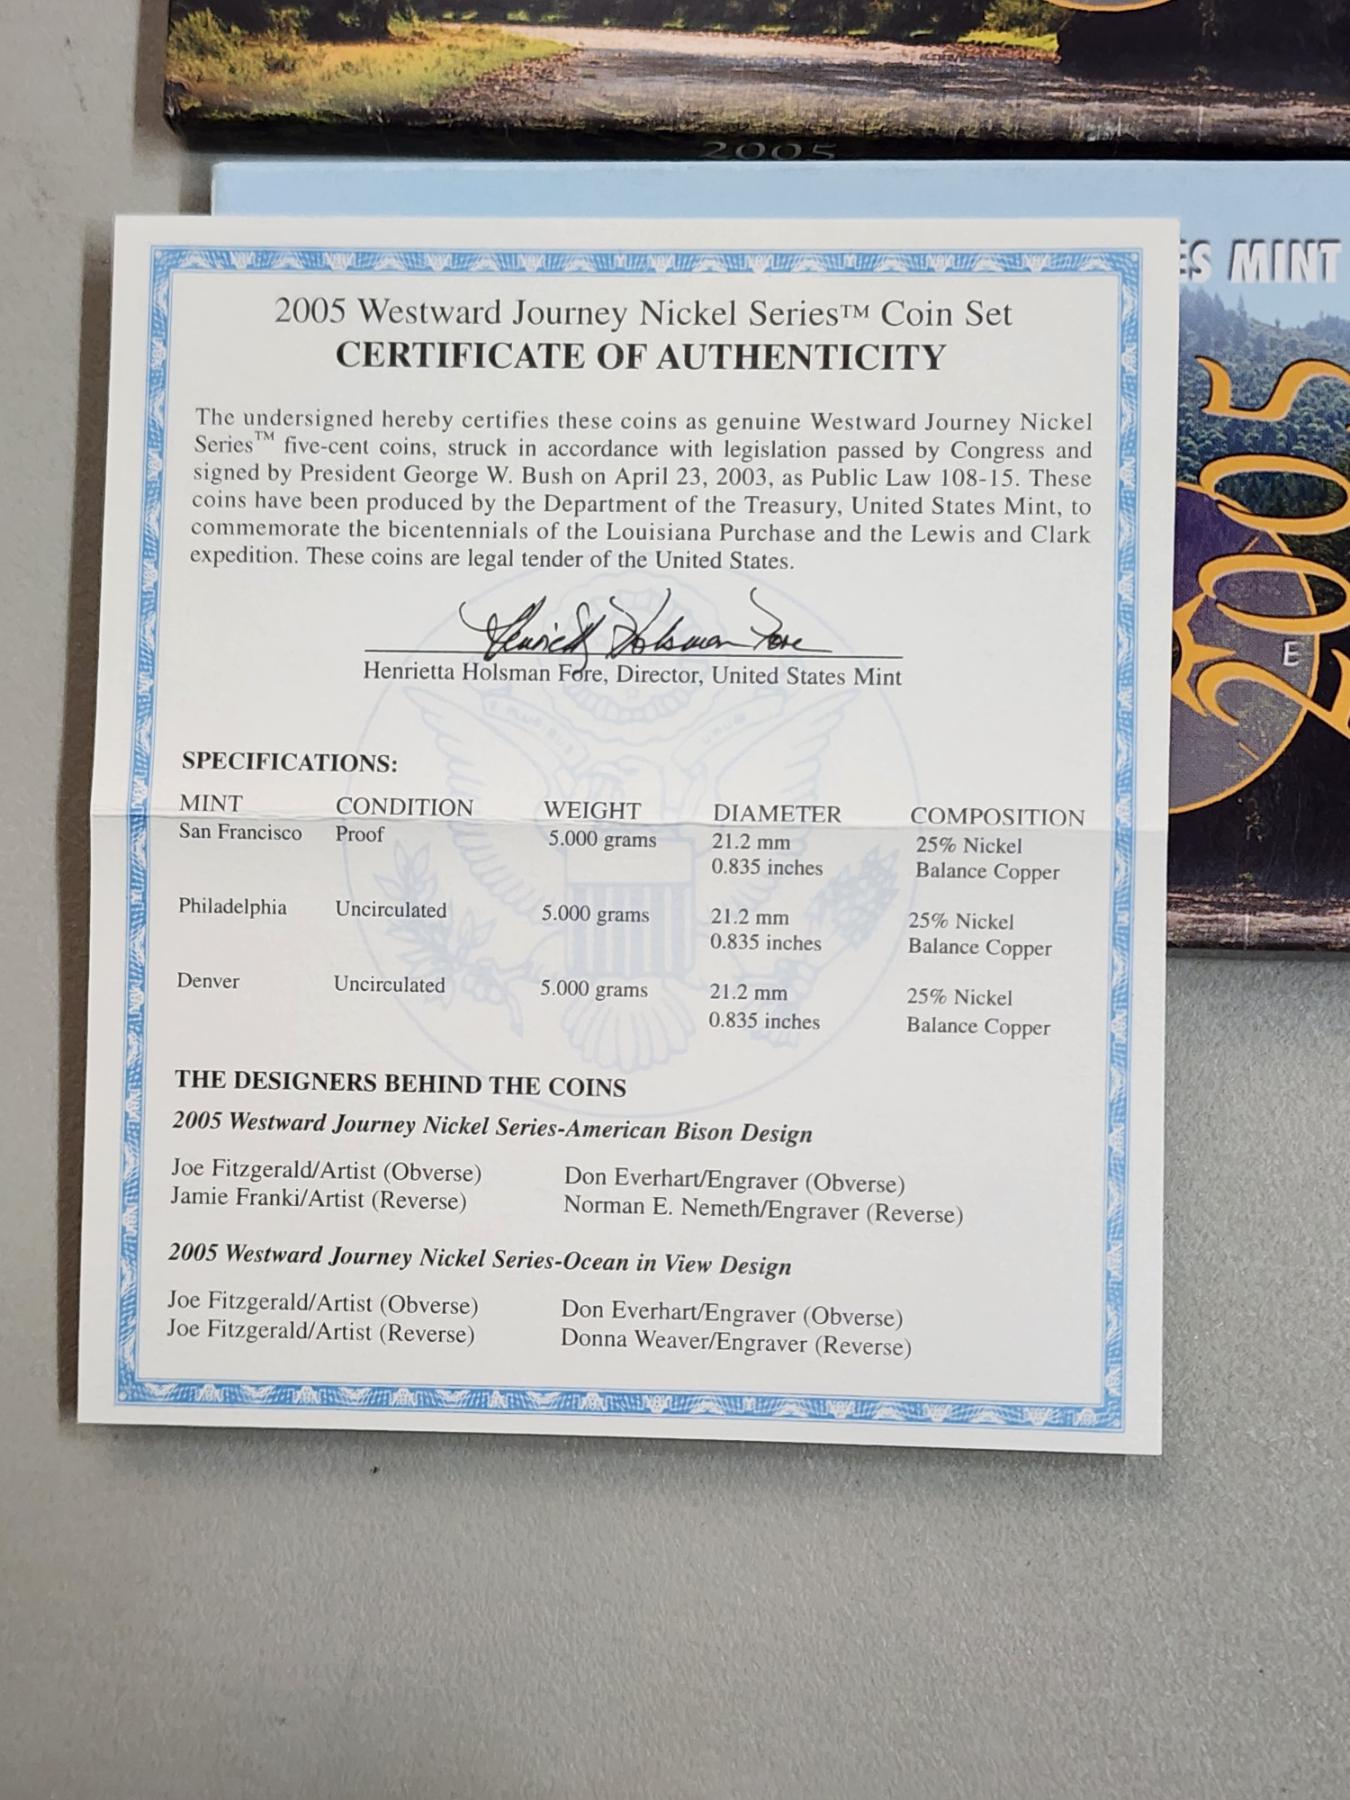 2005
ES MINT
2005
E
2005 Westward Journey Nickel Series™ Coin Set
CERTIFICATE OF AUTHENTICITY
The undersigned hereby certifies these coins as genuine Westward Journey Nickel
Series™ five-cent coins, struck in accordance with legislation passed by Congress and
signed by President George W. Bush on April 23, 2003, as Public Law 108-15. These
coins have been produced by the Department of the Treasury, United States Mint, to
commemorate the bicentennials of the Louisiana Purchase and the Lewis and Clark
expedition. These coins are legal tender of the United States.
Henrietta Holsman Fore
Henrietta Holsman Fore, Director, United States Mint
SPECIFICATIONS:
MINT CONDITION WEIGHT DIAMETER COMPOSITION
San Francisco Proof 5.000 grams 21.2 mm 25% Nickel
0.835 inches Balance Copper
Philadelphia Uncirculated 5.000 grams 21.2 mm 25% Nickel
0.835 inches Balance Copper
Denver Uncirculated 5.000 grams 21.2 mm 25% Nickel
0.835 inches Balance Copper
THE DESIGNERS BEHIND THE COINS
2005 Westward Journey Nickel Series-American Bison Design
Joe Fitzgerald/Artist (Obverse) Don Everhart/Engraver (Obverse)
Jamie Franki/Artist (Reverse) Norman E. Nemeth/Engraver (Reverse)
2005 Westward Journey Nickel Series-Ocean in View Design
Joe Fitzgerald/Artist (Obverse) Don Everhart/Engraver (Obverse)
Joe Fitzgerald/Artist (Reverse) Donna Weaver/Engraver (Reverse)